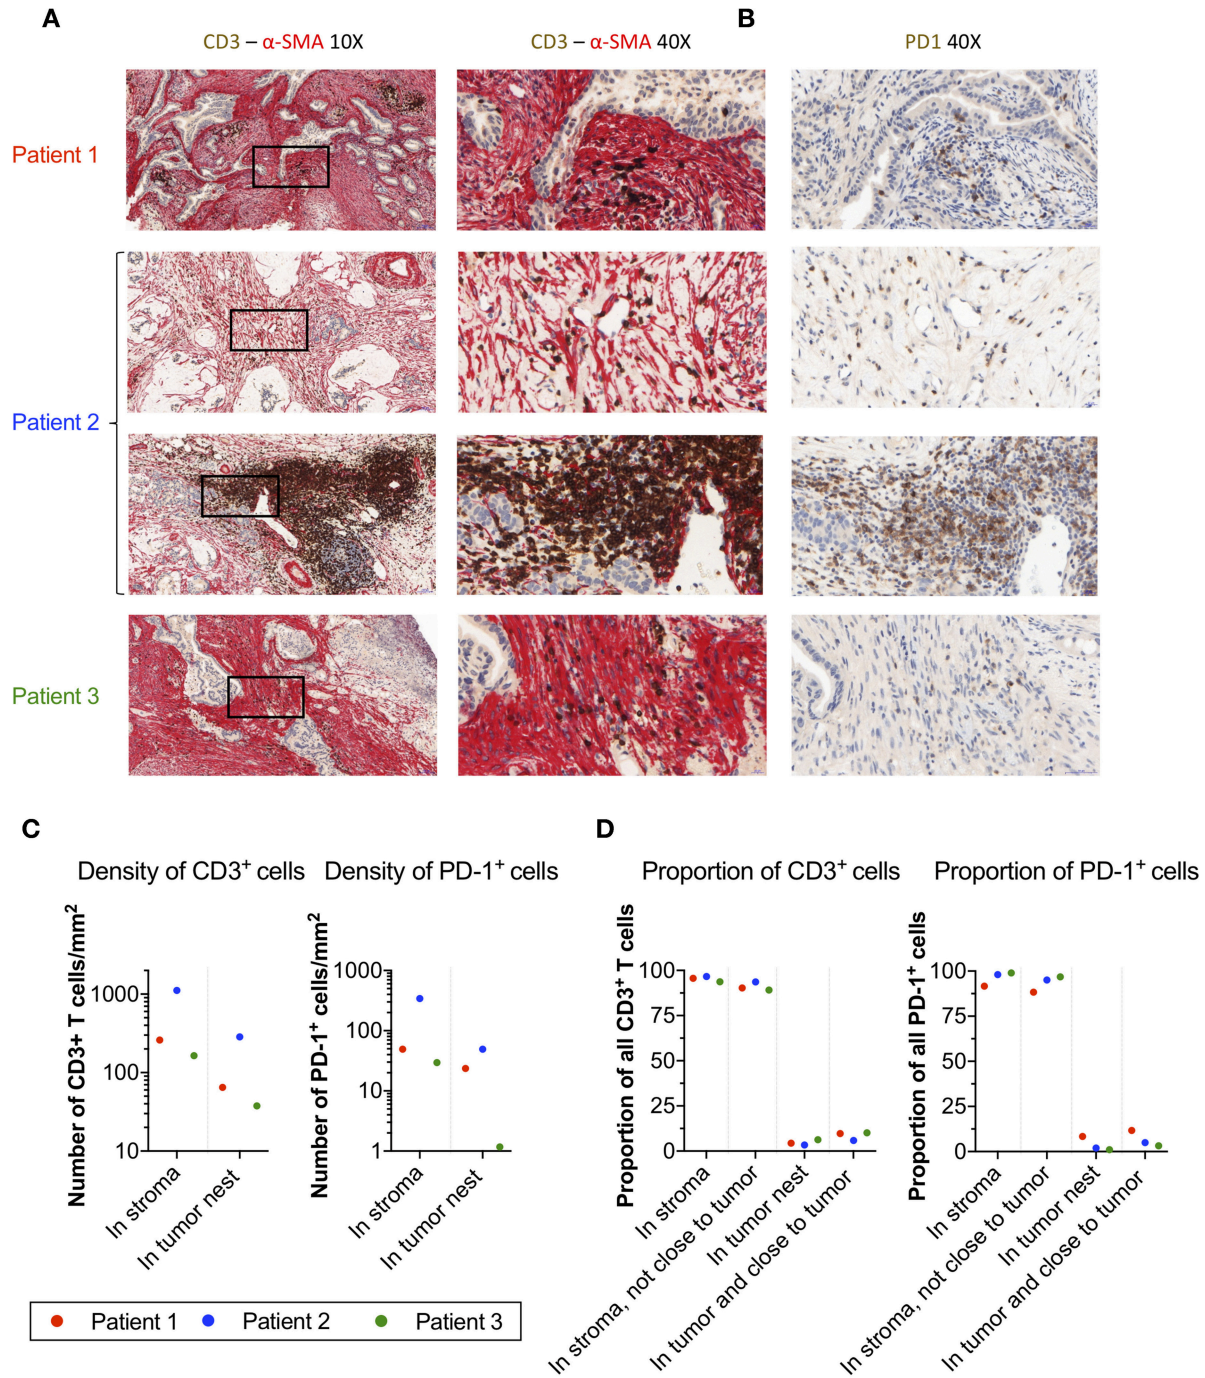 A
B
CD3 – α-SMA 10X
CD3 – α-SMA 40X
PD1 40X
Patient 1
Patient 2
Patient 3
C
D
Density of CD3+ cells
Density of PD-1+ cells
Proportion of CD3+ cells
Proportion of PD-1+ cells
Number of CD3+ T cells/mm2
1000
100
10
In stroma
In tumor nest
Number of PD-1+ cells/mm2
1000
100
10
1
In stroma
In tumor nest
Proportion of all CD3+ T cells
100
75
50
25
0
In stroma
In stroma, not close to tumor
In tumor nest
In tumor and close to tumor
Proportion of all PD-1+ cells
100
75
50
25
0
In stroma
In stroma, not close to tumor
In tumor nest
In tumor and close to tumor
Patient 1
Patient 2
Patient 3